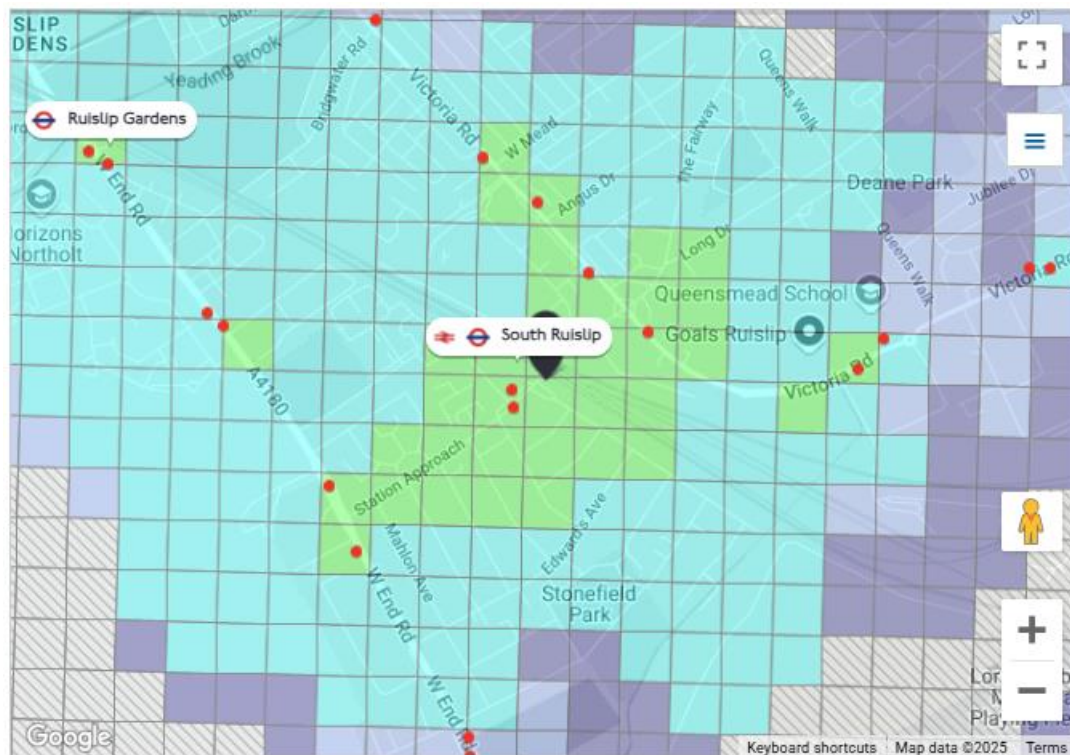 SLIP
DENS
Yeading Brook
Bridgwater Rd
Victoria Rd
W Mead
Angus Dr
The Fairway
Queens Walk
Deane Park
Jubilee Dr
Ruislip Gardens
W End Rd
Long Dr
Queens Walk
Victoria Rd
Northolt
Queensmead School
South Ruislip
Goals Ruislip
Victoria Rd
A4180
Station Approach
Mahlon Ave
Edwards Ave
W End Rd
Stonefield
Park
W End Rd
Google
Keyboard shortcuts
Map data ©2025
Terms